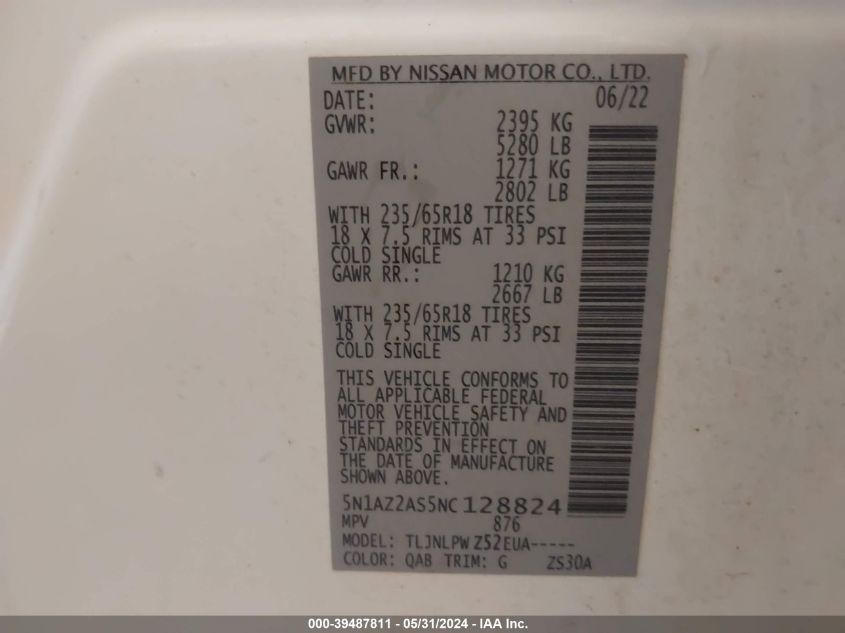 MFD BY NISSAN MOTOR CO., LTD.
DATE: 06/22
GVWR: 2395 KG
5280 LB
GAWR FR.: 1271 KG
2802 LB
WITH 235/65R18 TIRES
18 X 7.5 RIMS AT 33 PSI
COLD SINGLE
GAWR RR.: 1210 KG
2667 LB
WITH 235/65R18 TIRES
18 X 7.5 RIMS AT 33 PSI
COLD SINGLE
THIS VEHICLE CONFORMS TO
ALL APPLICABLE FEDERAL
MOTOR VEHICLE SAFETY AND
THEFT PREVENTION
STANDARDS IN EFFECT ON
THE DATE OF MANUFACTURE
SHOWN ABOVE.
5N1AZ2AS5NC128824
MPV 876
MODEL: TLJNLPW Z52EUA-----
COLOR: QAB TRIM: G ZS30A
000-39487811 - 05/31/2024 - IAA Inc.